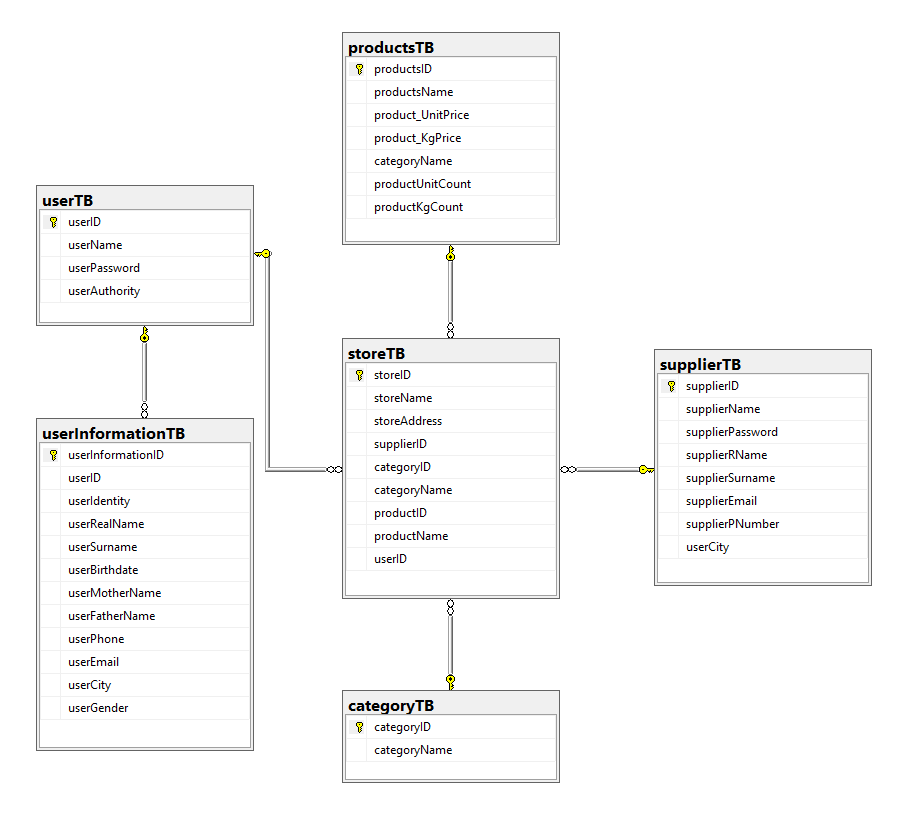 productsTB
productsID
productsName
product_UnitPrice
product_KgPrice
categoryName
productUnitCount
productKgCount
userTB
userID
userName
userPassword
userAuthority
storeTB
storeID
storeName
storeAddress
supplierID
categoryID
categoryName
productID
productName
userID
supplierTB
supplierID
supplierName
supplierPassword
supplierRName
supplierSurname
supplierEmail
supplierPNumber
userCity
userInformationTB
userInformationID
userID
userIdentity
userRealName
userSurname
userBirthdate
userMotherName
userFatherName
userPhone
userEmail
userCity
userGender
categoryTB
categoryID
categoryName